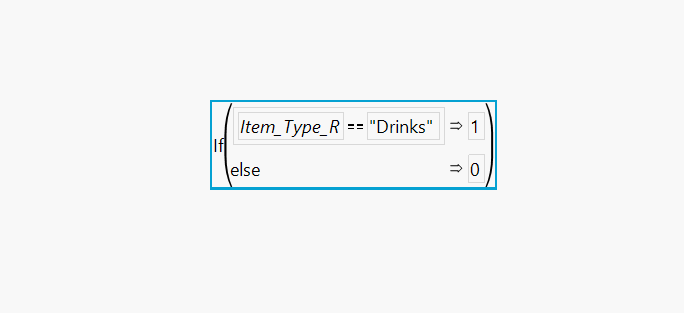 If
Item_Type_R == "Drinks" ⇒ 1
else ⇒ 0